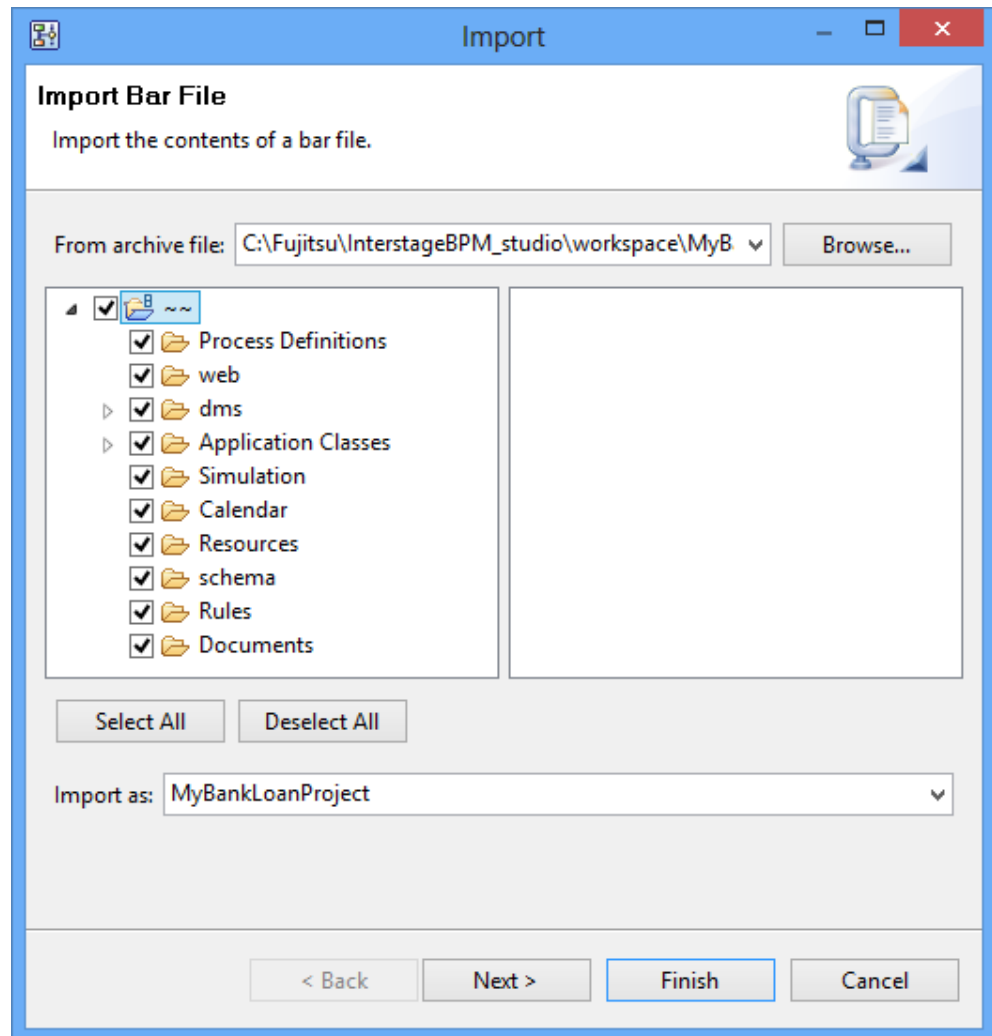 Import
Import Bar File
Import the contents of a bar file.
From archive file: C:\Fujitsu\InterstageBPM_studio\workspace\MyB Browse...
~~
Process Definitions
web
dms
Application Classes
Simulation
Calendar
Resources
schema
Rules
Documents
Select All Deselect All
Import as: MyBankLoanProject
< Back Next > Finish Cancel